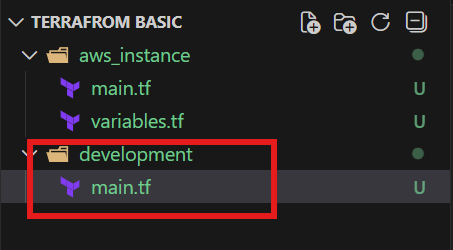 TERRAFROM BASIC
aws_instance
main.tf U
variables.tf U
development
main.tf U